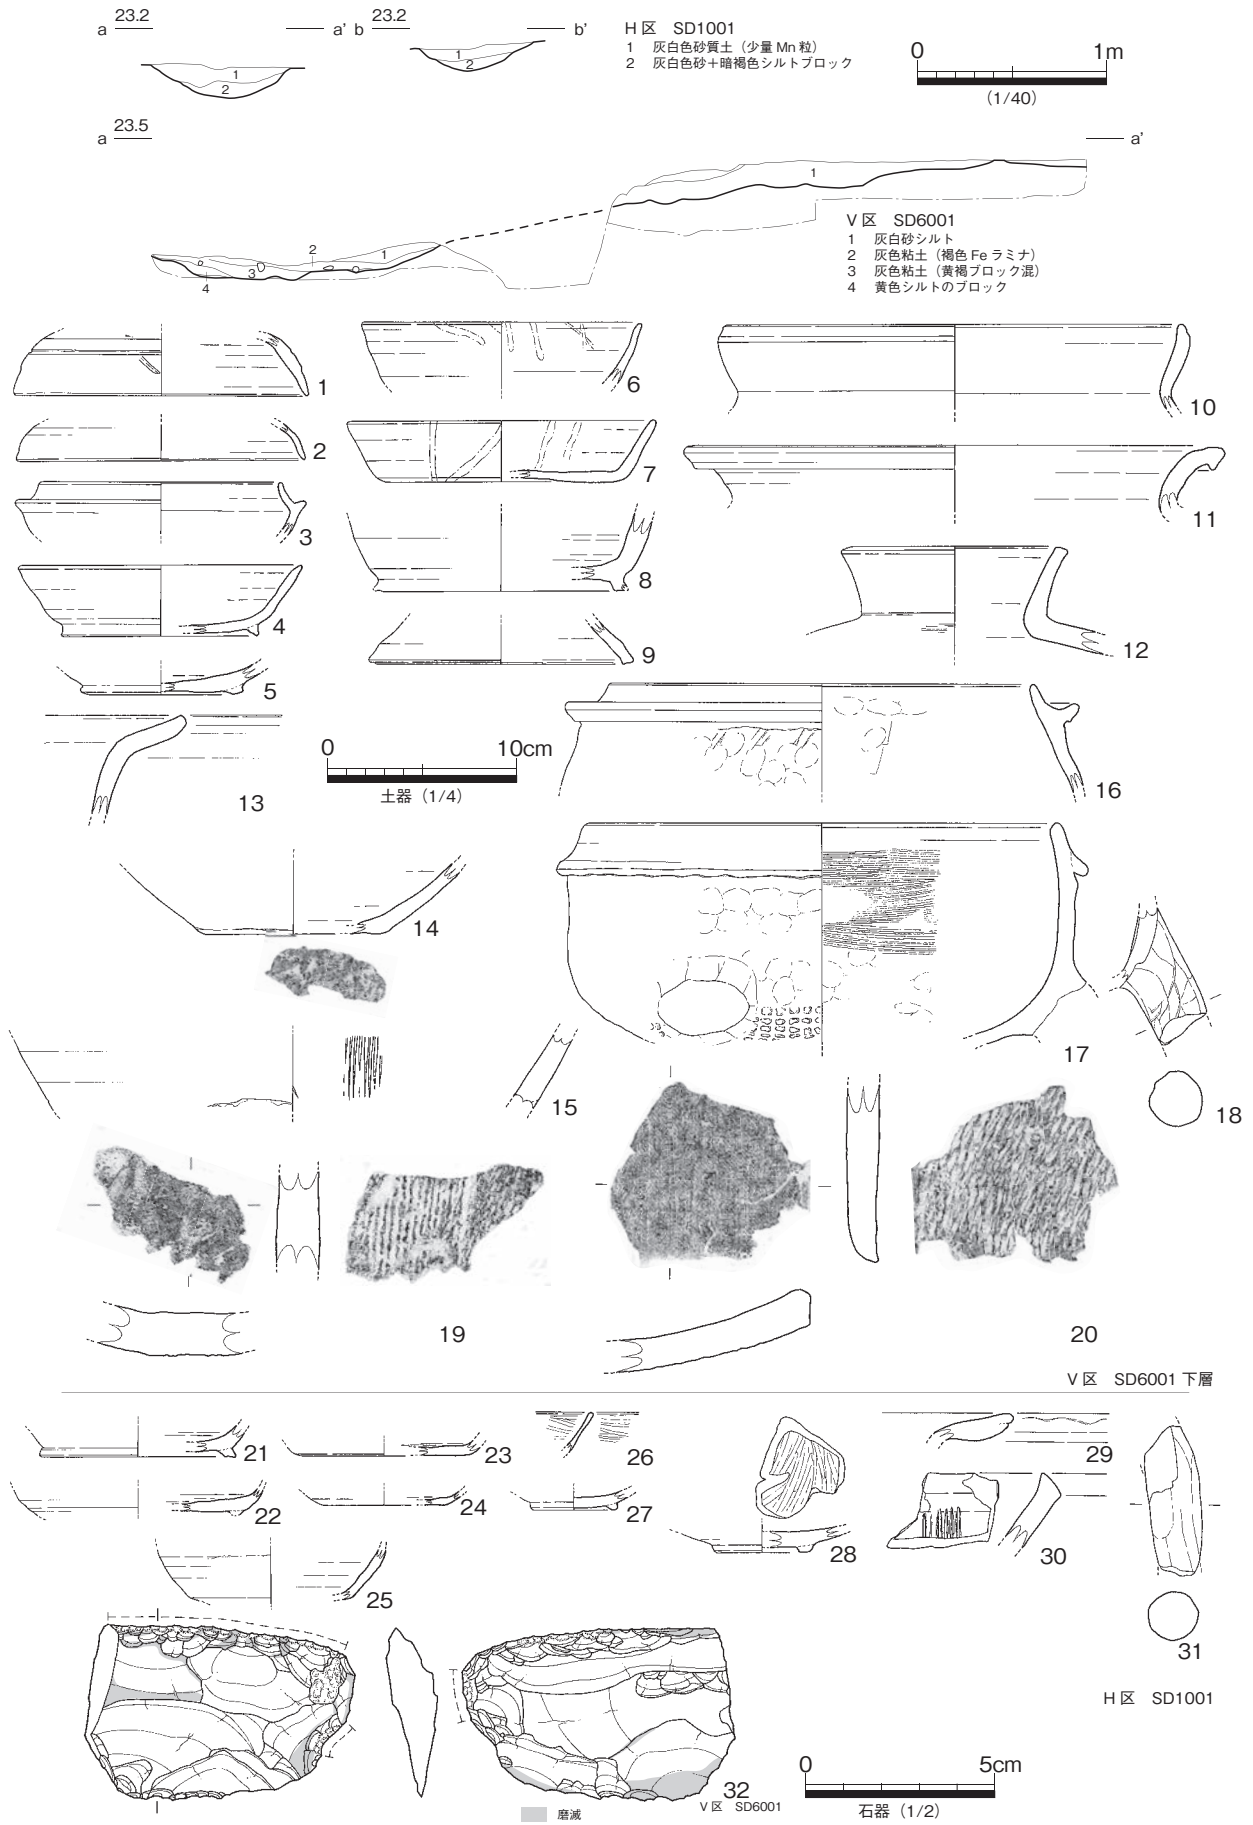 a 23.2 a' b 23.2 b'
H区 SD1001
1 灰白色砂質土（少量 Mn 粒）
2 灰白色砂＋暗褐色シルトブロック
0 1m
（1/40）
1
2
1
2
a 23.5 a'
1
2
1
3
4
V区 SD6001
1 灰白砂シルト
2 灰色粘土（褐色 Fe ラミナ）
3 灰色粘土（黄褐ブロック混）
4 黄色シルトのブロック
1
2
3
4
5
6
7
8
9
10
11
12
13
0 10cm
土器（1/4）
14
15
16
17
18
19
20
V区 SD6001 下層
21
22
23
24
25
26
27
28
29
30
31
H区 SD1001
32
V区 SD6001
磨滅
0 5cm
石器（1/2）